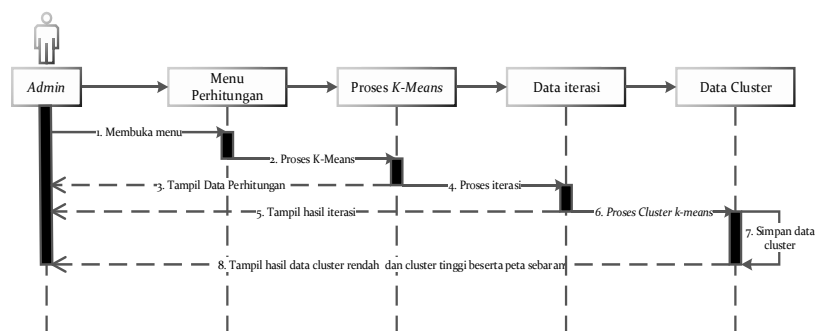 Admin
Menu
Perhitungan
Proses K-Means
Data iterasi
Data Cluster
1. Membuka menu
2. Proses K-Means
3. Tampil Data Perhitungan
4. Proses iterasi
5. Tampil hasil iterasi
6. Proses Cluster k-means
7. Simpan data
cluster
8. Tampil hasil data cluster rendah dan cluster tinggi beserta peta sebaran